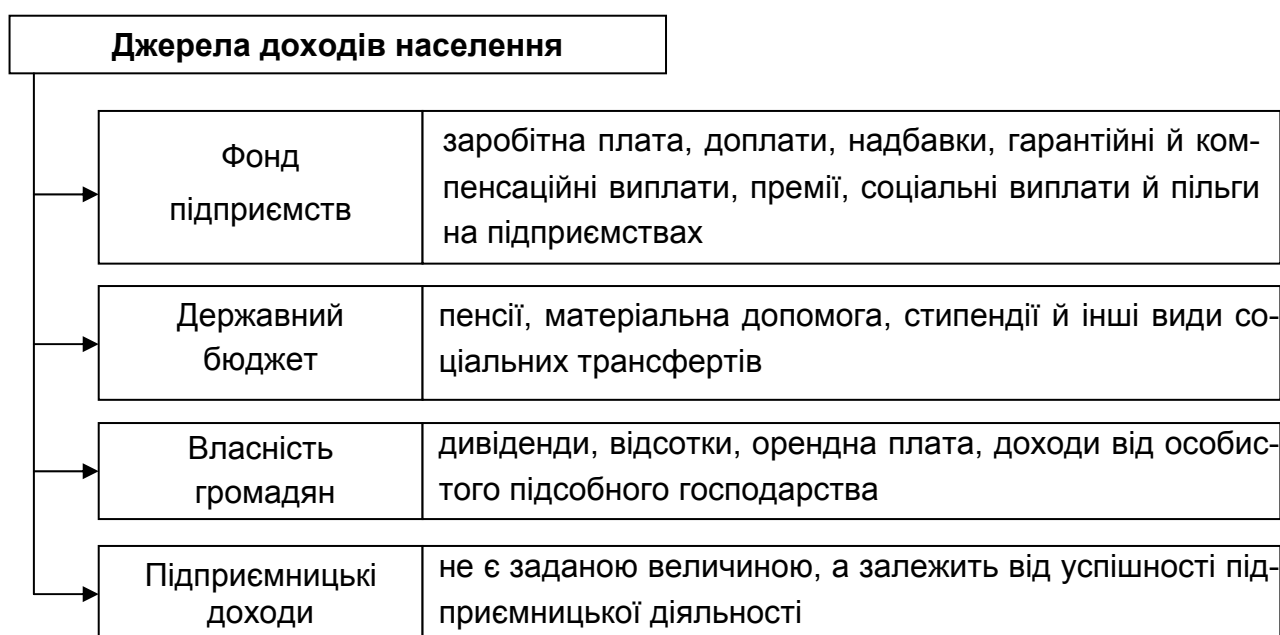 Джерела доходів населення
Фонд
підприємств
заробітна плата, доплати, надбавки, гарантійні й ком-
пенсаційні виплати, премії, соціальні виплати й пільги
на підприємствах
Державний
бюджет
пенсії, матеріальна допомога, стипендії й інші види со-
ціальних трансфертів
Власність
громадян
дивіденди, відсотки, орендна плата, доходи від особис-
того підсобного господарства
Підприємницькі
доходи
не є заданою величиною, а залежить від успішності під-
приємницької діяльності